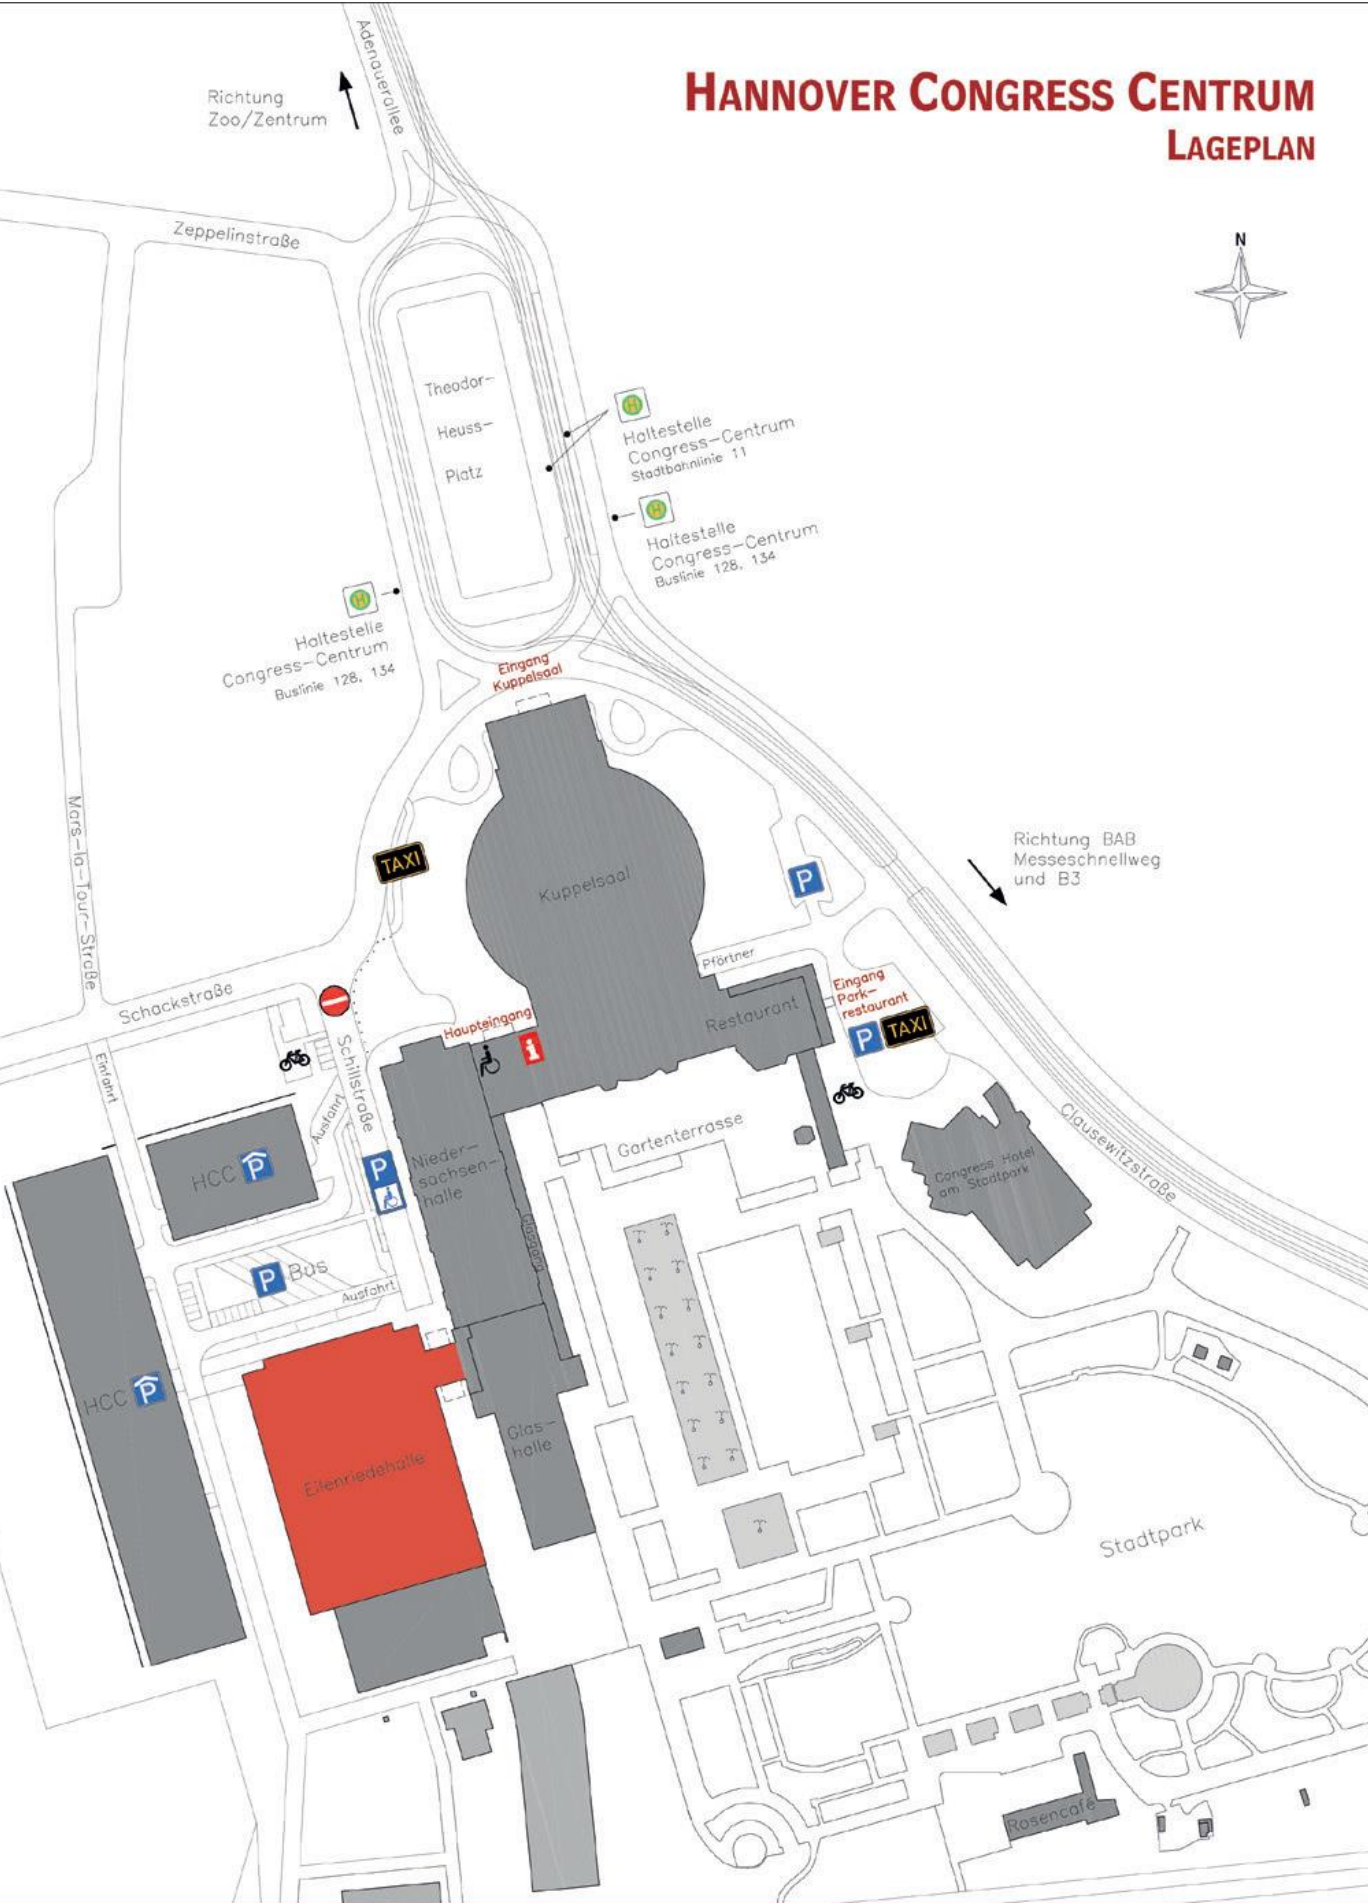 HANNOVER CONGRESS CENTRUM
LAGEPLAN
Adenauerallee
Richtung
Zoo/Zentrum
Zeppelinstraße
N
Theodor-
Heuss-
Platz
H
Haltestelle
Congress-Centrum
Stadtbahnlinie 11
H
Haltestelle
Congress-Centrum
Buslinie 128, 134
H
Haltestelle
Congress-Centrum
Buslinie 128, 134
Eingang
Kuppelsaal
Mars-la-Tour-Straße
TAXI
Kuppelsaal
P
Richtung BAB
Messeschnellweg
und B3
Pförtner
Schackstraße
Eingang
Park-
restaurant
P
TAXI
Haupteingang
i
Restaurant
Einfahrt
Schillstraße
Ausfahrt
Gartenterrasse
Clausewitzstraße
HCC P
P
Nieder-
sachsen-
halle
Congress Hotel
am Stadtpark
Glasgang
P Bus
Ausfahrt
HCC P
Glas-
halle
Eilenriedehalle
Stadtpark
Rosencafé